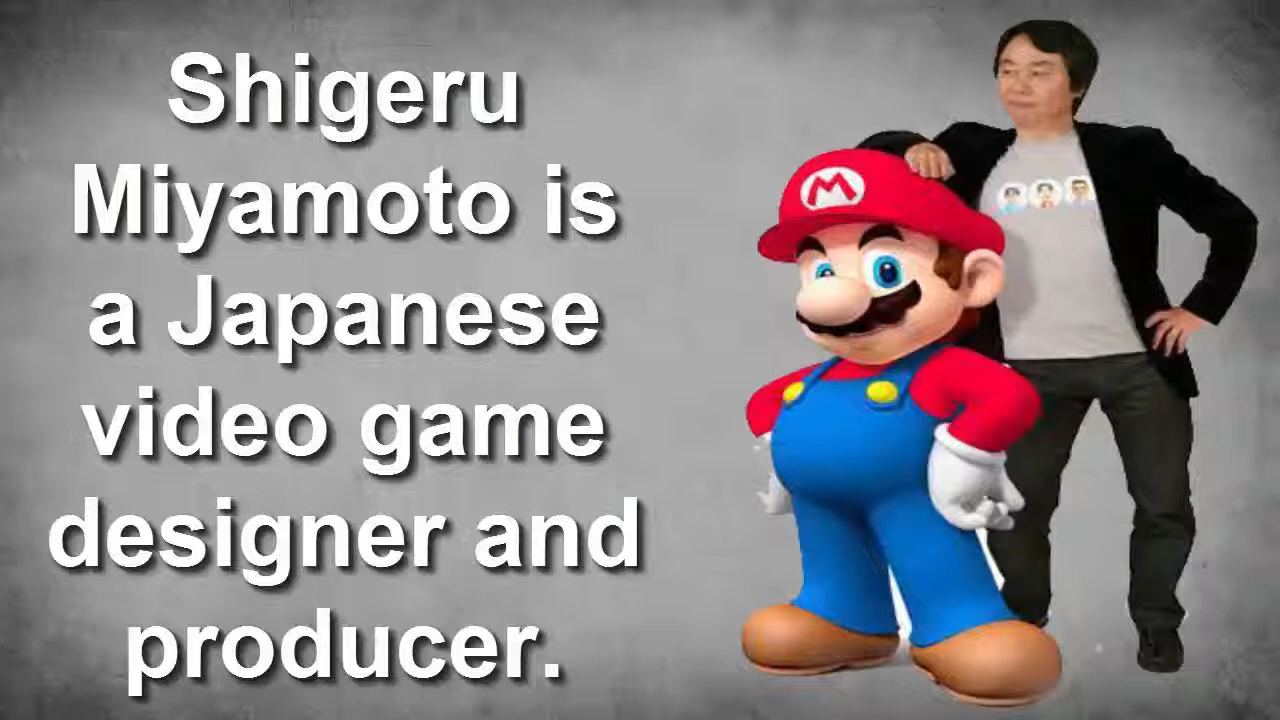 Shigeru
Miyamoto is
a Japanese
video game
designer and
producer.
M